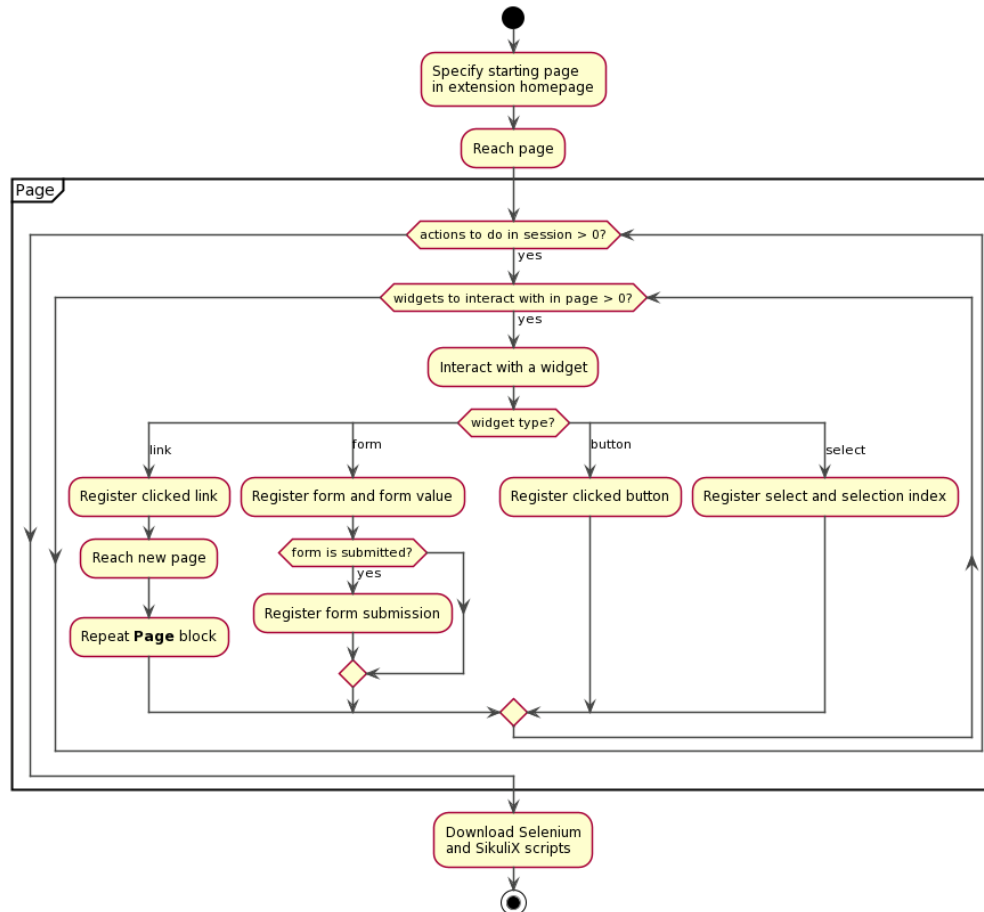 Specify starting page
in extension homepage
Reach page
Page
actions to do in session > 0?
yes
widgets to interact with in page > 0?
yes
Interact with a widget
widget type?
link
form
button
select
Register clicked link
Register form and form value
Register clicked button
Register select and selection index
Reach new page
form is submitted?
yes
Register form submission
Repeat Page block
Download Selenium
and SikuliX scripts